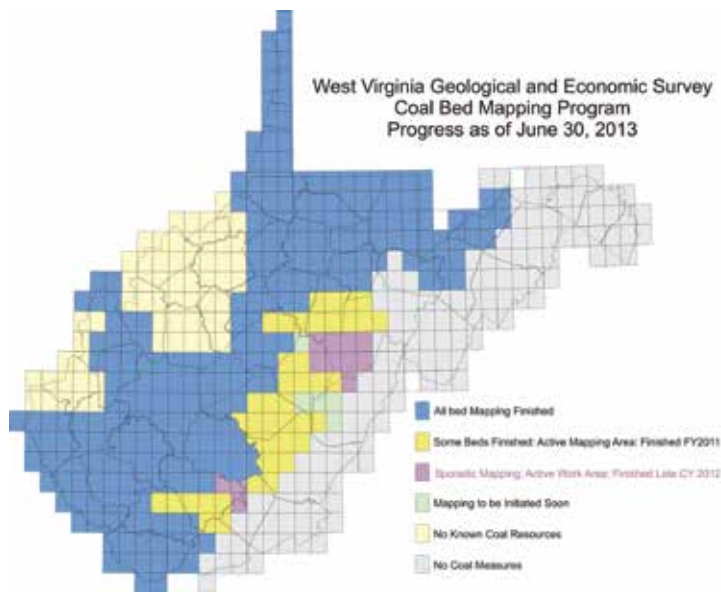 West Virginia Geological and Economic Survey
Coal Bed Mapping Program
Progress as of June 30, 2013
All bed Mapping Finished
Some Beds Finished: Active Mapping Area: Finished FY2011
Sporadic Mapping: Active Work Area: Finished Late CY 2012
Mapping to be Initiated Soon
No Known Coal Resources
No Coal Measures